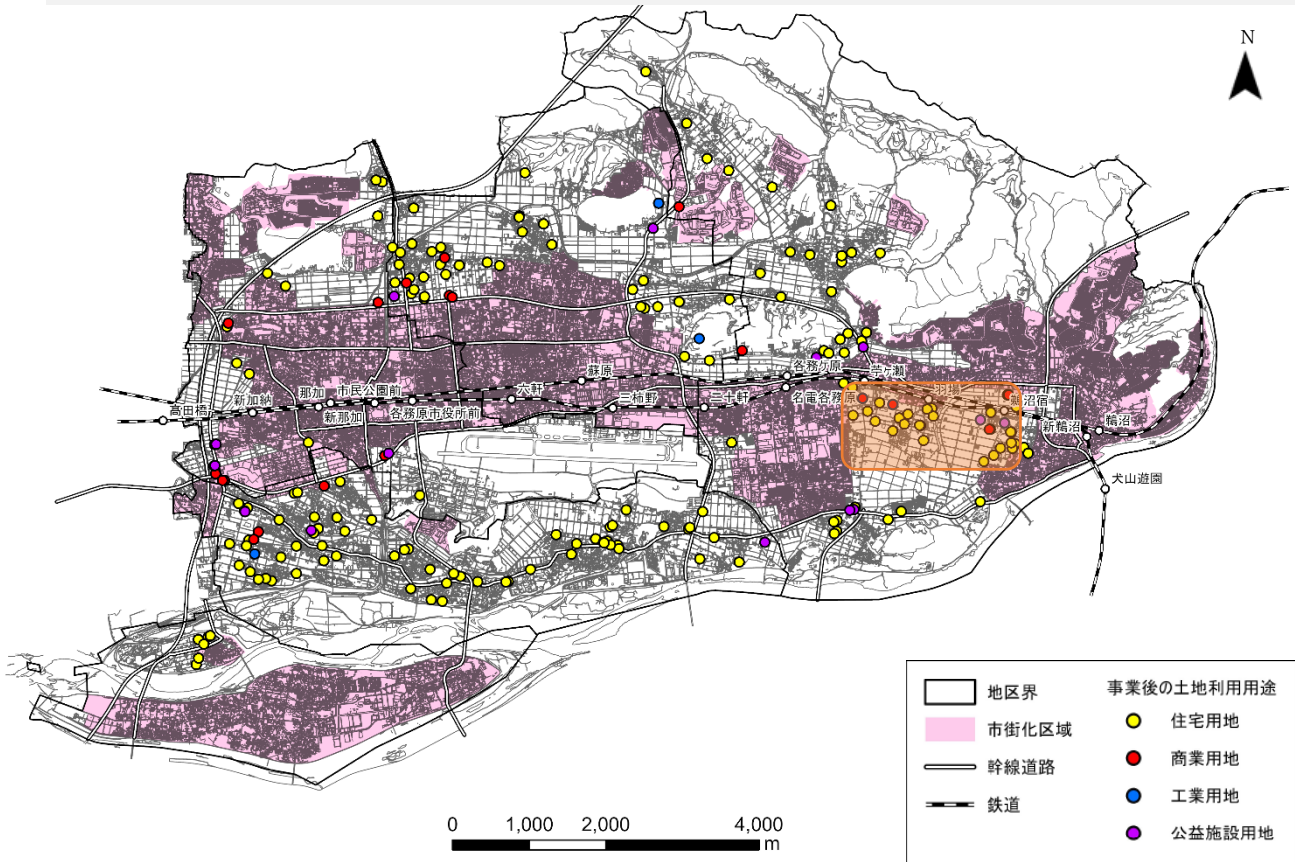 N
各務ケ原
苧ヶ瀬
蘇原
羽場
那加
市民公園前
六軒
三柿野
二十軒
名電各務原
鵜沼宿
新加納
高田橋
新那加
各務原市役所前
新鵜沼
鵜沼
犬山遊園
地区界
市街化区域
幹線道路
鉄道
事業後の土地利用用途
住宅用地
商業用地
工業用地
公益施設用地
0 1,000 2,000 4,000
m